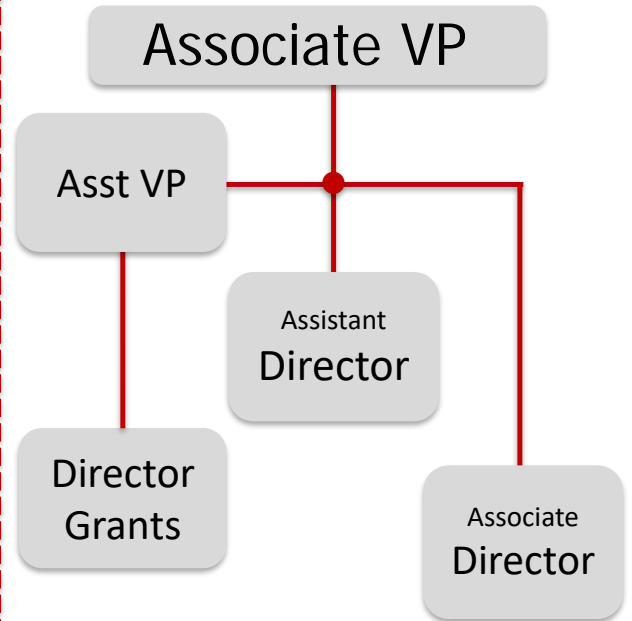 Associate VP
Asst VP
Assistant
Director
Director
Grants
Associate
Director